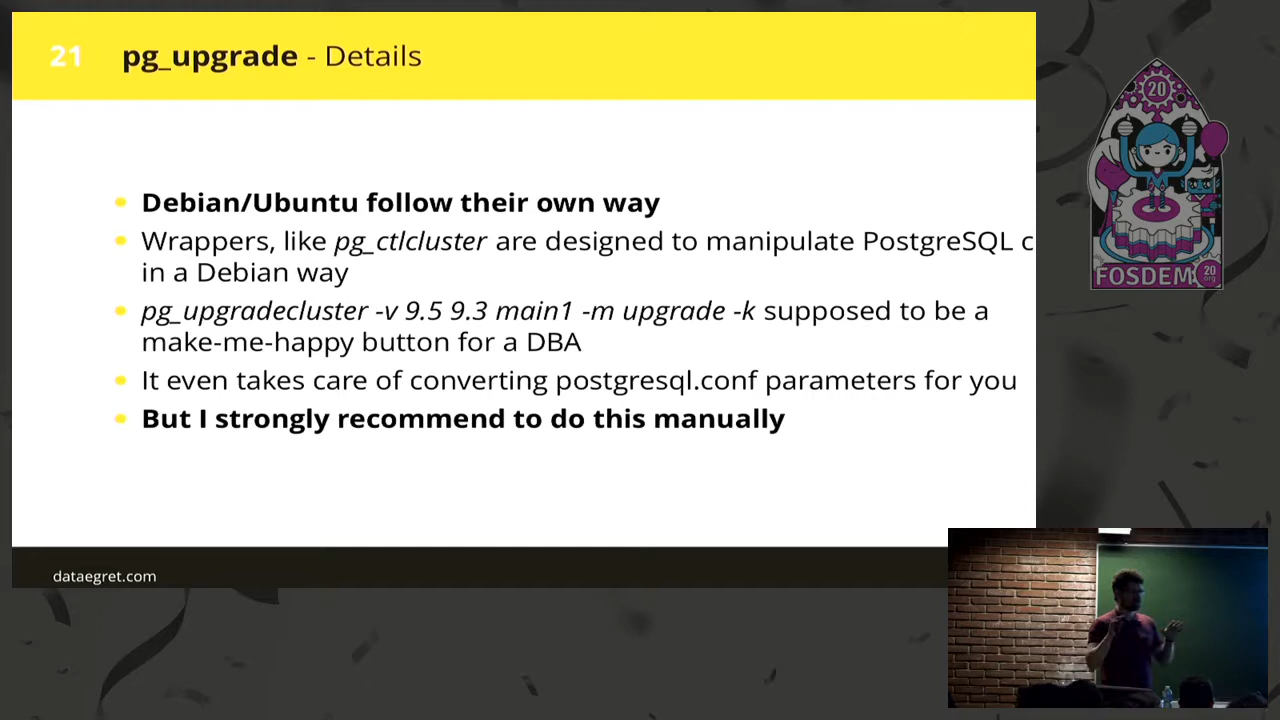 21 pg_upgrade - Details
Debian/Ubuntu follow their own way
Wrappers, like pg_ctlcluster are designed to manipulate PostgreSQL c
in a Debian way
pg_upgradecluster -v 9.5 9.3 main1 -m upgrade -k supposed to be a
make-me-happy button for a DBA
It even takes care of converting postgresql.conf parameters for you
But I strongly recommend to do this manually
dataegret.com
20
FOSDEM
20
.org